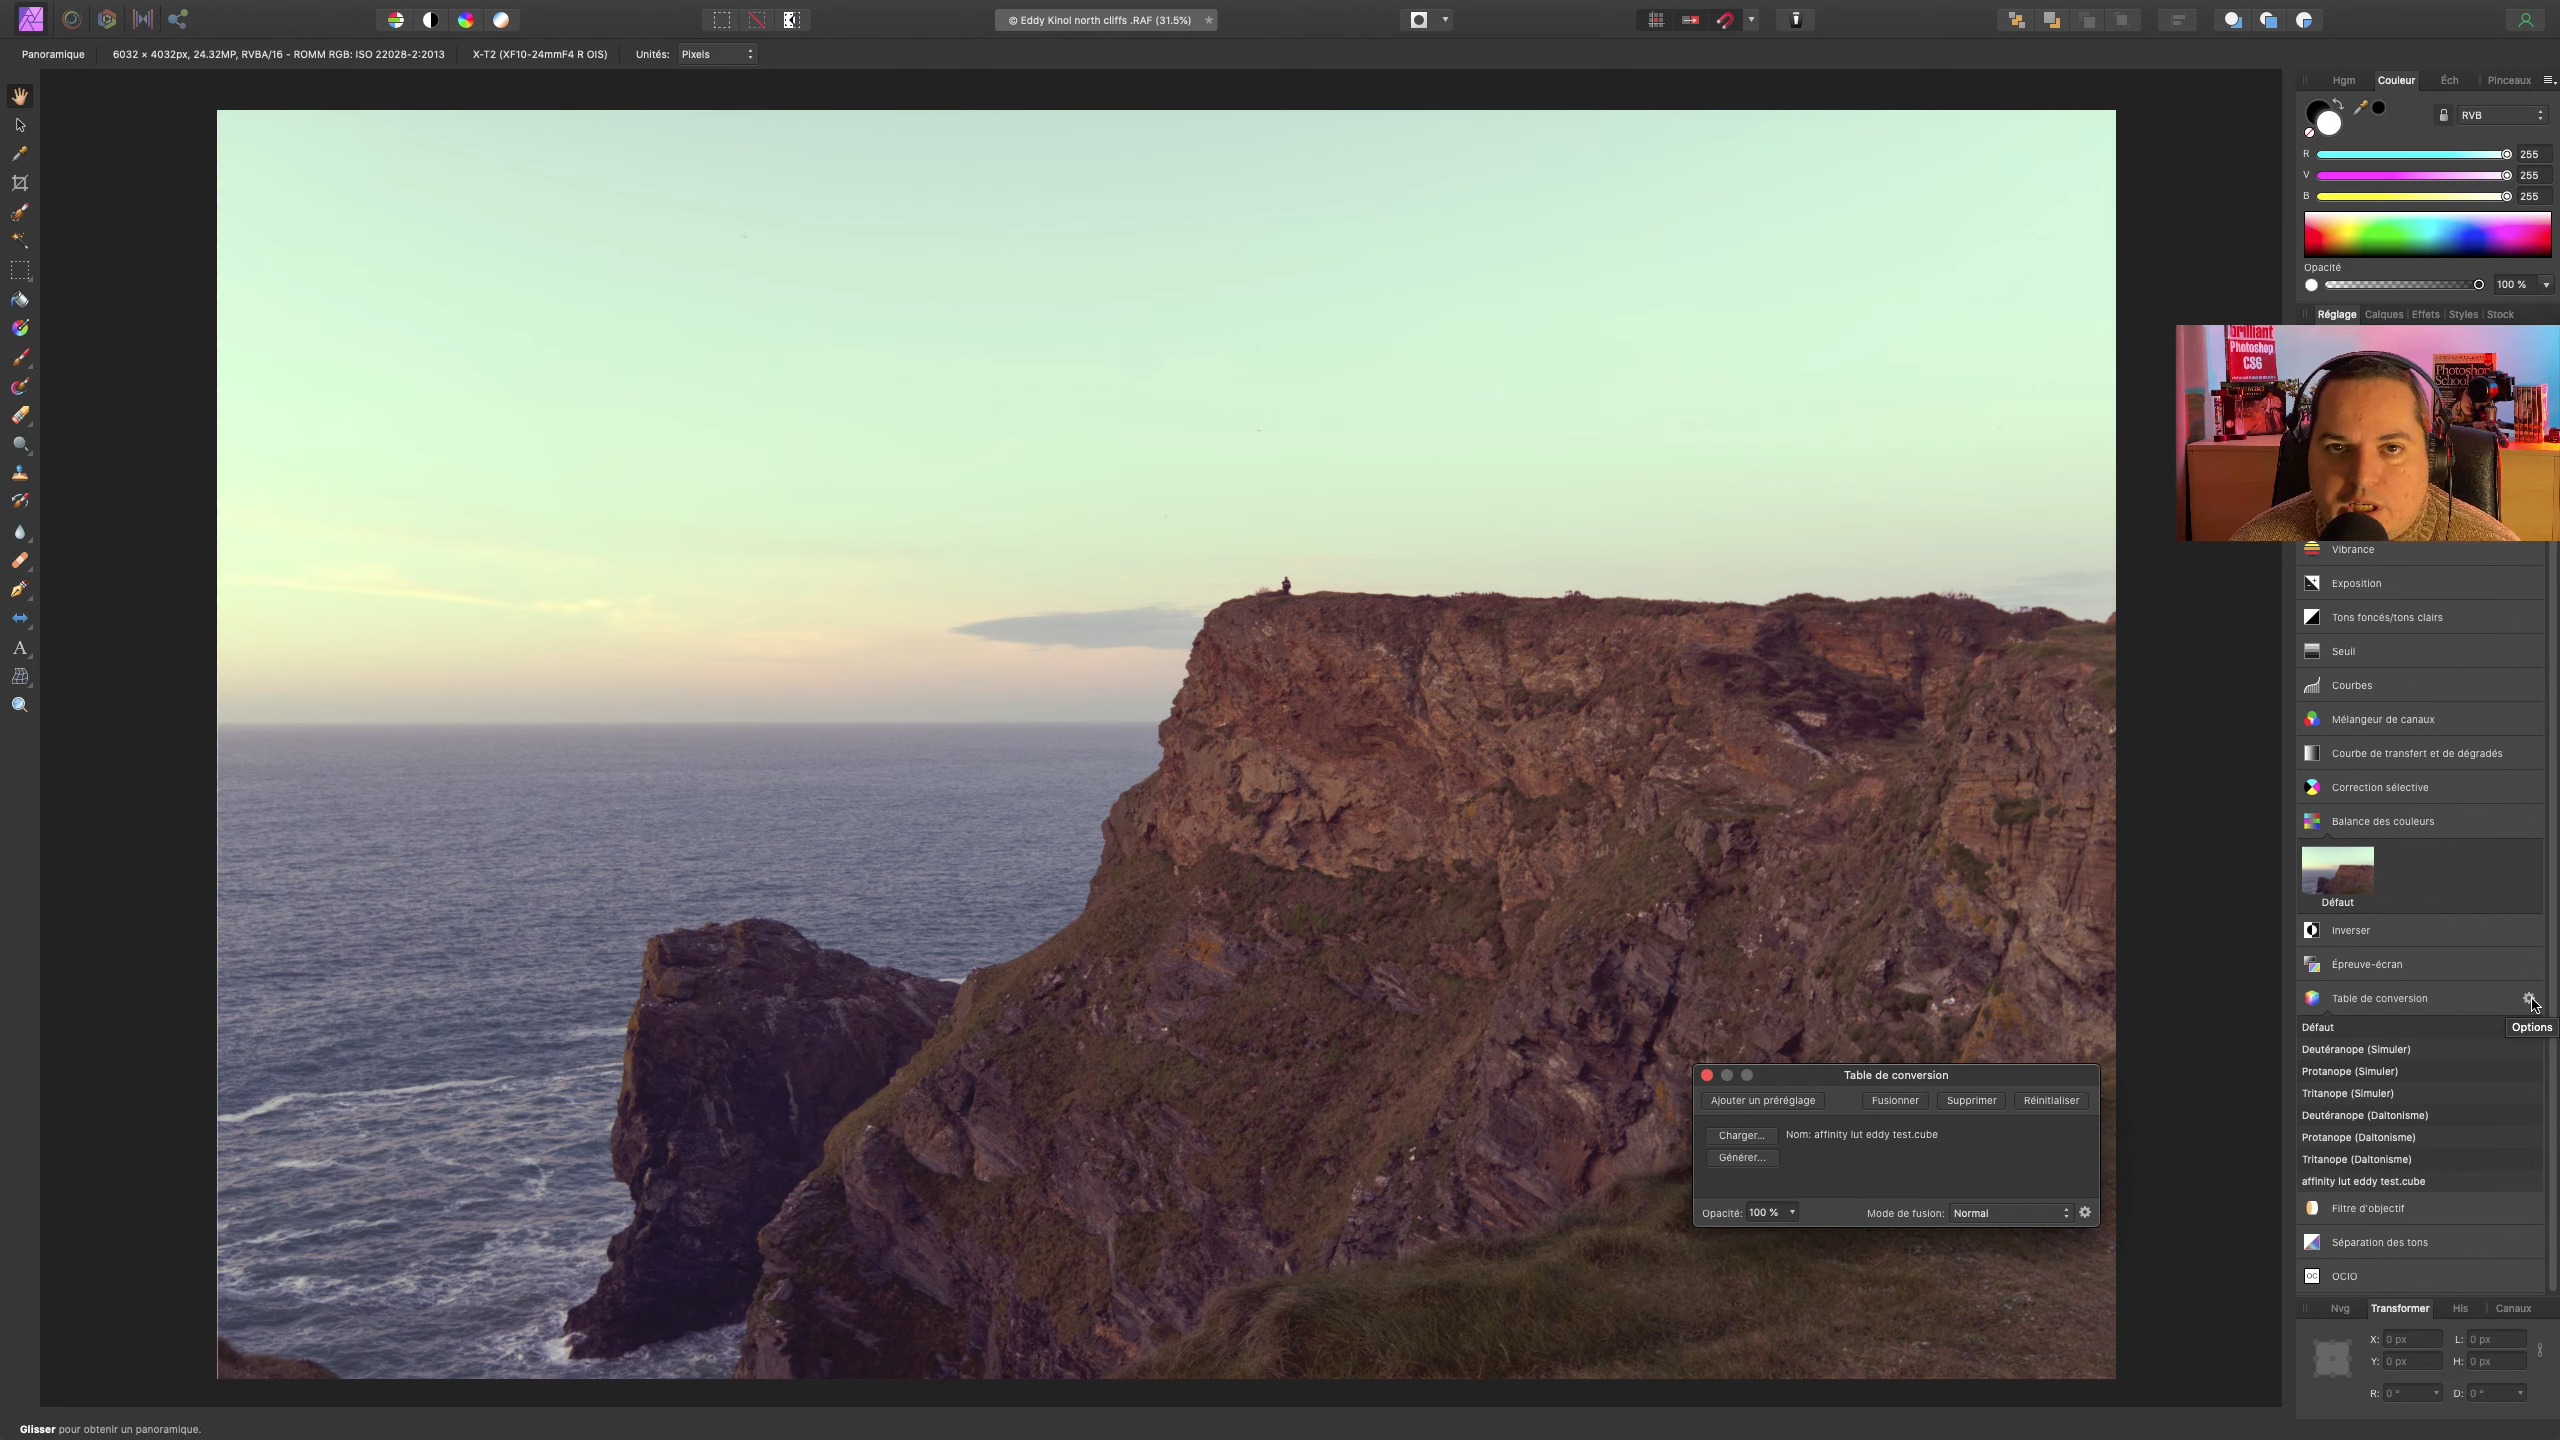 © Eddy Kinol north cliffs .RAF (31.5%)
Panoramique
6032 × 4032px, 24.32MP, RVBA/16 - ROMM RGB: ISO 22028-2:2013
X-T2 (XF10-24mmF4 R OIS)
Unités: Pixels
Hgm Couleur Éch Pinceaux
RVB
R 255
V 255
B 255
Opacité
100 %
Réglage Calques Effets Styles Stock
brilliant
Photoshop
CS6
Photoshop
School
Vibrance
Exposition
Tons foncés/tons clairs
Seuil
Courbes
Mélangeur de canaux
Courbe de transfert et de dégradés
Correction sélective
Balance des couleurs
Défaut
Inverser
Épreuve-écran
Table de conversion
Défaut
Options
Deutéranope (Simuler)
Protanope (Simuler)
Tritanope (Simuler)
Deutéranope (Daltonisme)
Protanope (Daltonisme)
Tritanope (Daltonisme)
affinity lut eddy test.cube
Filtre d'objectif
Séparation des tons
OC OCIO
Table de conversion
Ajouter un préréglage Fusionner Supprimer Réinitialiser
Charger... Nom: affinity lut eddy test.cube
Générer...
Opacité: 100 % Mode de fusion: Normal
Nvg Transformer His Canaux
X: 0 px L: 0 px
Y: 0 px H: 0 px
R: 0 ° D: 0 °
Glisser pour obtenir un panoramique.